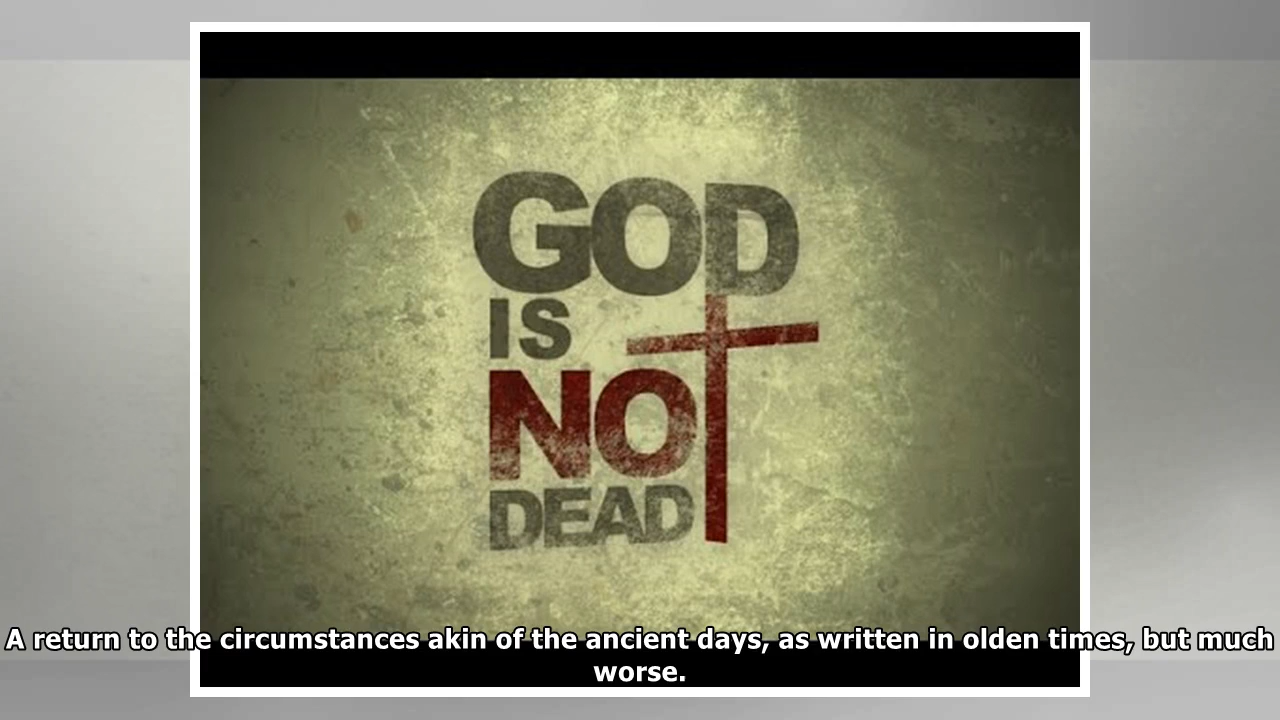 GOD
IS
NOT
DEAD
A return to the circumstances akin of the ancient days, as written in olden times, but much
worse.